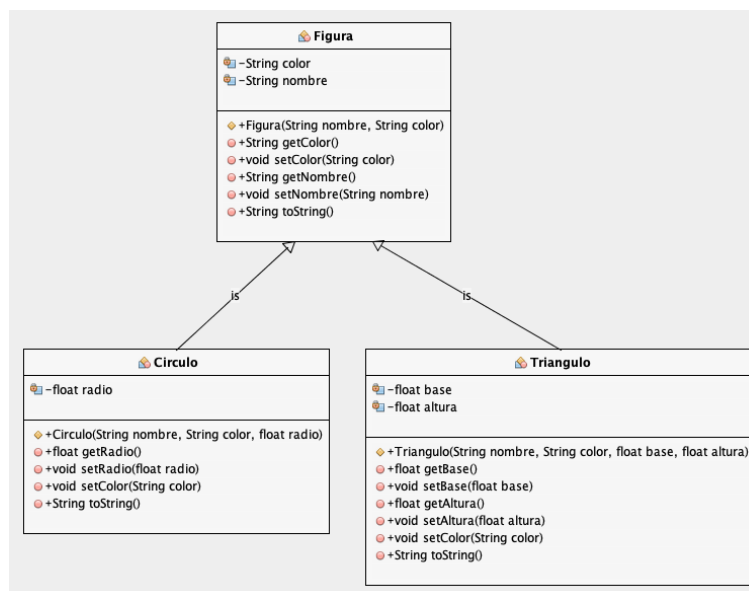 Figura
-String color
-String nombre
+Figura(String nombre, String color)
+String getColor()
+void setColor(String color)
+String getNombre()
+void setNombre(String nombre)
+String toString()
is
is
Circulo
-float radio
+Circulo(String nombre, String color, float radio)
+float getRadio()
+void setRadio(float radio)
+void setColor(String color)
+String toString()
Triangulo
-float base
-float altura
+Triangulo(String nombre, String color, float base, float altura)
+float getBase()
+void setBase(float base)
+float getAltura()
+void setAltura(float altura)
+void setColor(String color)
+String toString()